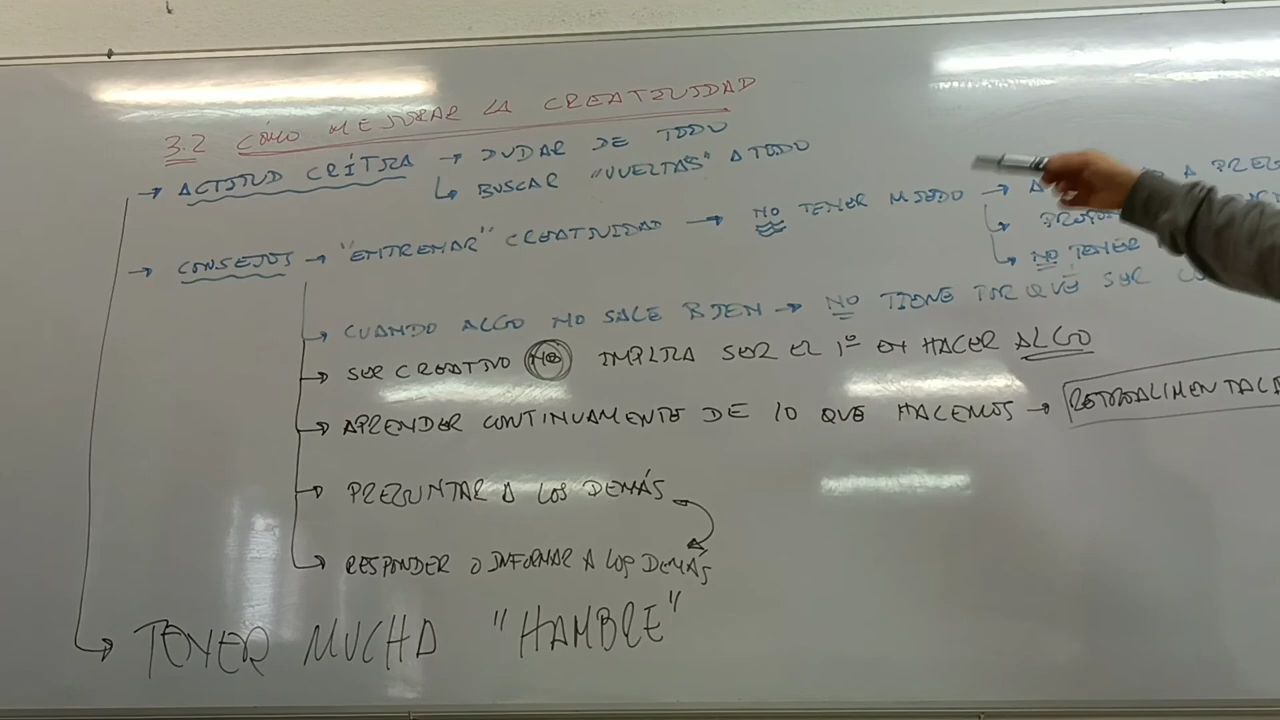 3.2 CÓMO MEJORAR LA CREATIVIDAD
→ ACTITUD CRÍTICA → DUDAR DE TODO
↳ BUSCAR "VUELTAS" A TODO
→ CONSEJOS → "ENTRENAR" CREATIVIDAD → NO TENER MIEDO → A PREG
↳ NO TENER
↳ CUANDO ALGO NO SALE BIEN → NO TIENE POR QUÉ SER
→ SER CREATIVO NO IMPLICA SER EL 1º EN HACER ALGO
→ APRENDER CONTINUAMENTE DE LO QUE HACEMOS → RETROALIMENTACI
→ PREGUNTAR A LOS DEMÁS
→ RESPONDER O INFORMAR A LOS DEMÁS
→ TENER MUCHA "HAMBRE"